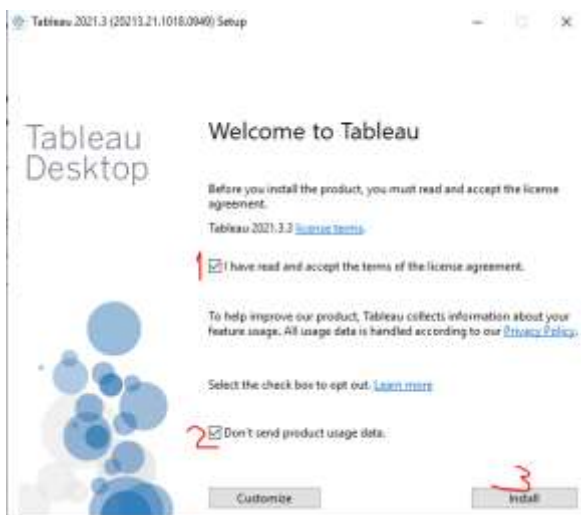 Tableau 2021.3 (20213.21.1018.0949) Setup
Tableau
Desktop
Welcome to Tableau
Before you install the product, you must read and accept the license
agreement.
Tableau 2021.3.3 license terms.
1
I have read and accept the terms of the license agreement.
To help improve our product, Tableau collects information about your
feature usage. All usage data is handled according to our Privacy Policy.
Select the check box to opt out. Learn more
2
Don't send product usage data.
3
Customize
Install